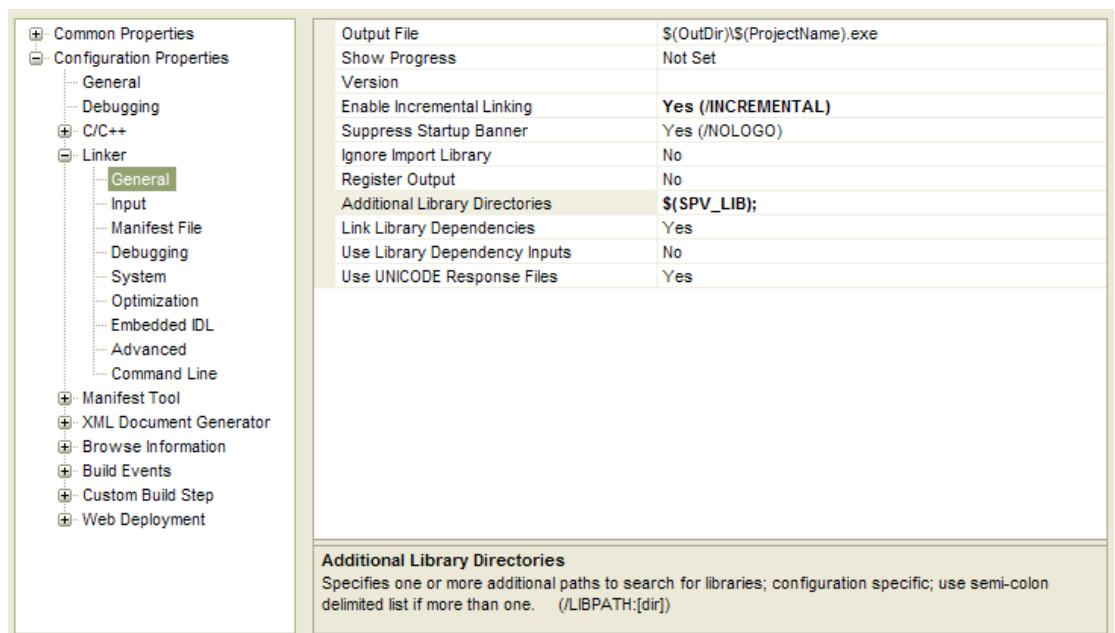 Common Properties
Configuration Properties
General
Debugging
C/C++
Linker
General
Input
Manifest File
Debugging
System
Optimization
Embedded IDL
Advanced
Command Line
Manifest Tool
XML Document Generator
Browse Information
Build Events
Custom Build Step
Web Deployment
Output File $(OutDir)\$(ProjectName).exe
Show Progress Not Set
Version
Enable Incremental Linking Yes (/INCREMENTAL)
Suppress Startup Banner Yes (/NOLOGO)
Ignore Import Library No
Register Output No
Additional Library Directories $(SPV_LIB);
Link Library Dependencies Yes
Use Library Dependency Inputs No
Use UNICODE Response Files Yes
Additional Library Directories
Specifies one or more additional paths to search for libraries; configuration specific; use semi-colon
delimited list if more than one. (/LIBPATH:[dir])